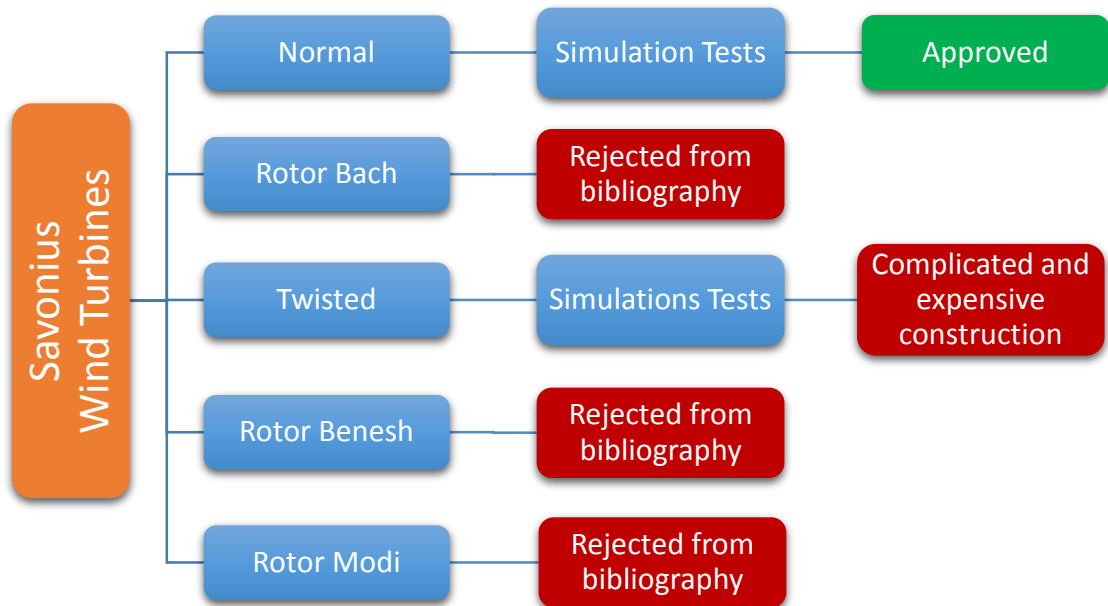 Savonius
Wind Turbines
Normal
Simulation Tests
Approved
Rotor Bach
Rejected from
bibliography
Twisted
Simulations Tests
Complicated and
expensive
construction
Rotor Benesh
Rejected from
bibliography
Rotor Modi
Rejected from
bibliography